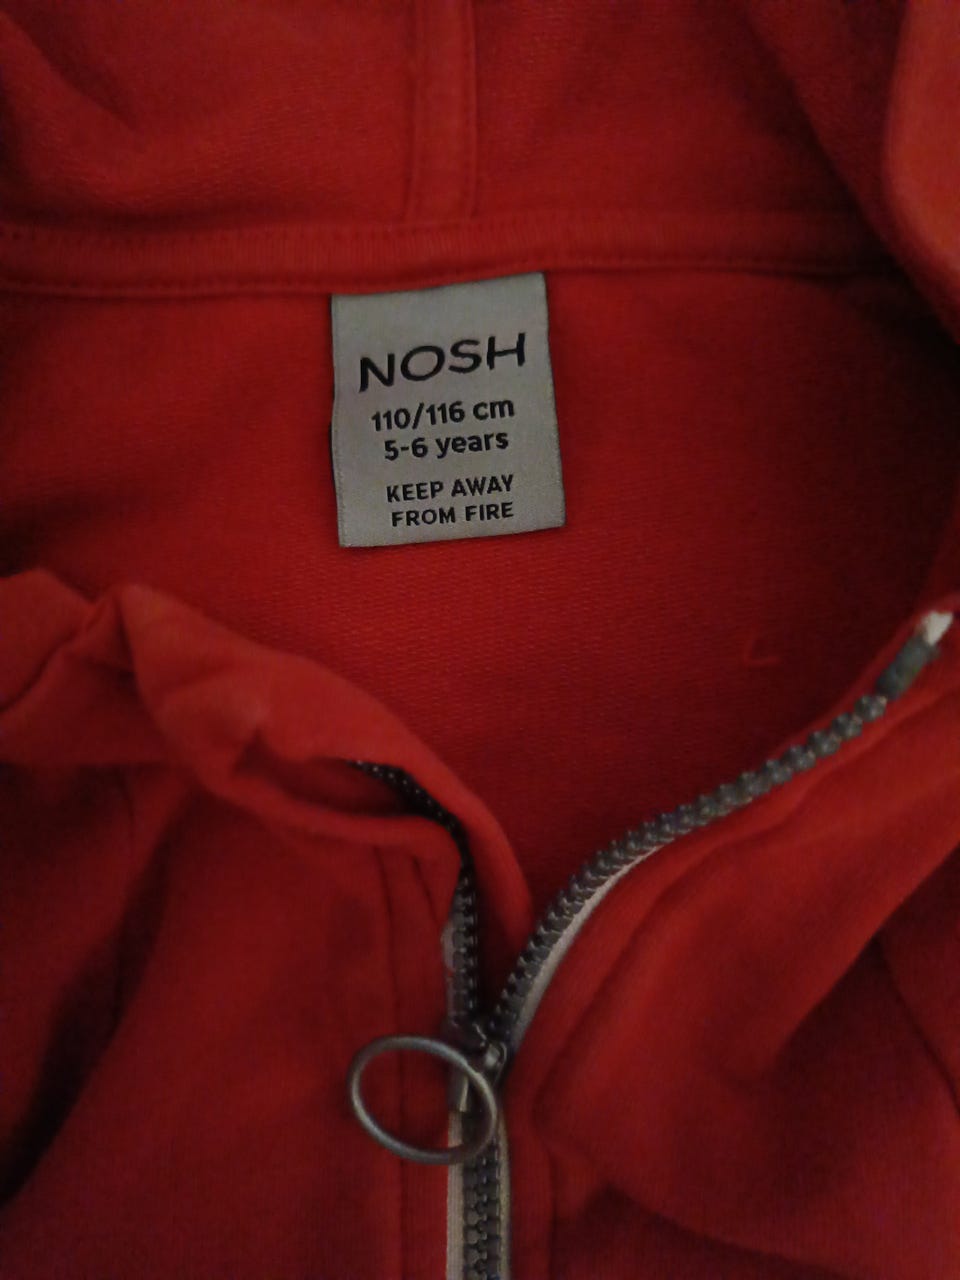 NOSH
110/116 cm
5-6 years
KEEP AWAY
FROM FIRE